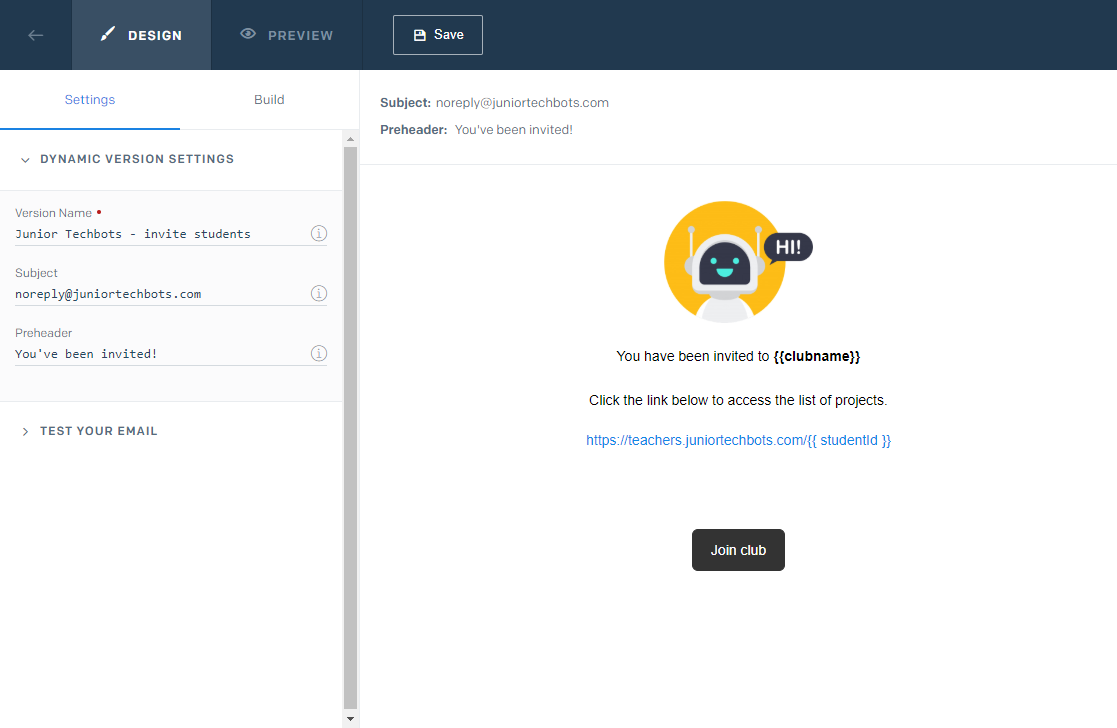 DESIGN
PREVIEW
Save
Settings
Build
DYNAMIC VERSION SETTINGS
Version Name
Junior Techbots - invite students
Subject
noreply@juniortechbots.com
Preheader
You've been invited!
TEST YOUR EMAIL
Subject: noreply@juniortechbots.com
Preheader: You've been invited!
HI!
You have been invited to {{clubname}}
Click the link below to access the list of projects.
https://teachers.juniortechbots.com/{{ studentId }}
Join club